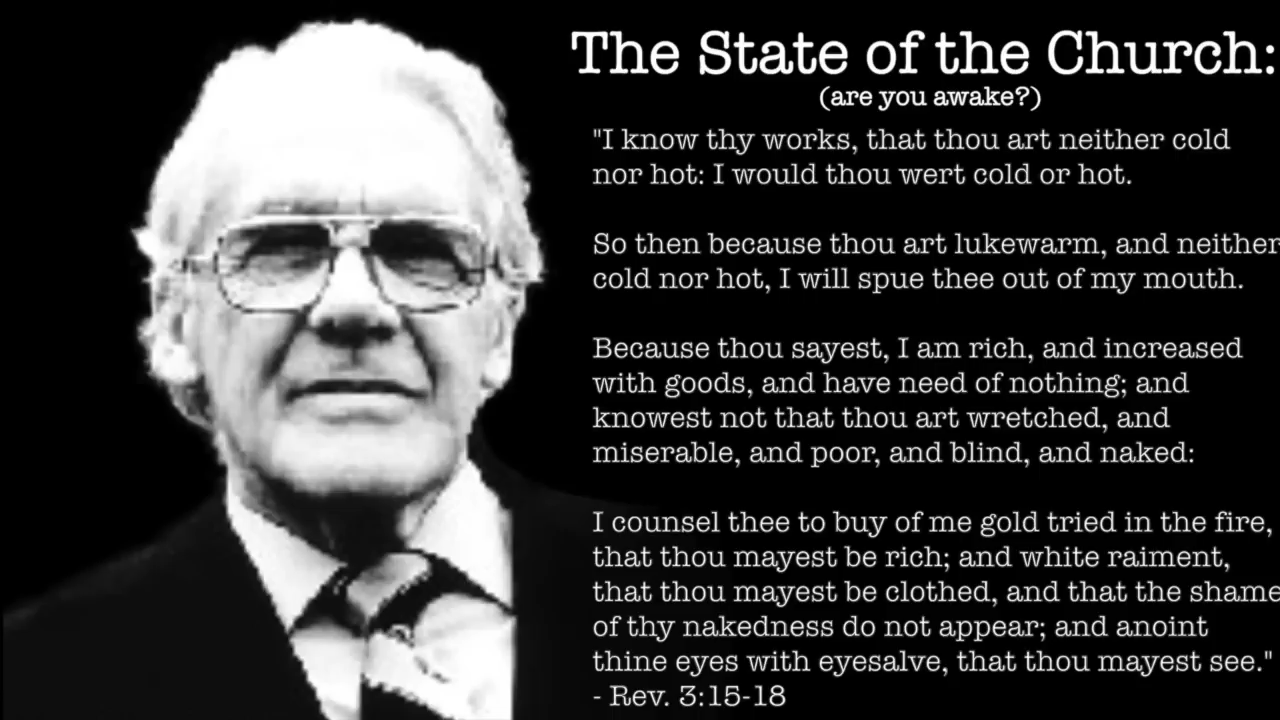 The State of the Church:
(are you awake?)
"I know thy works, that thou art neither cold
nor hot: I would thou wert cold or hot.
So then because thou art lukewarm, and neither
cold nor hot, I will spue thee out of my mouth.
Because thou sayest, I am rich, and increased
with goods, and have need of nothing; and
knowest not that thou art wretched, and
miserable, and poor, and blind, and naked:
I counsel thee to buy of me gold tried in the fire,
that thou mayest be rich; and white raiment,
that thou mayest be clothed, and that the shame
of thy nakedness do not appear; and anoint
thine eyes with eyesalve, that thou mayest see."
- Rev. 3:15-18